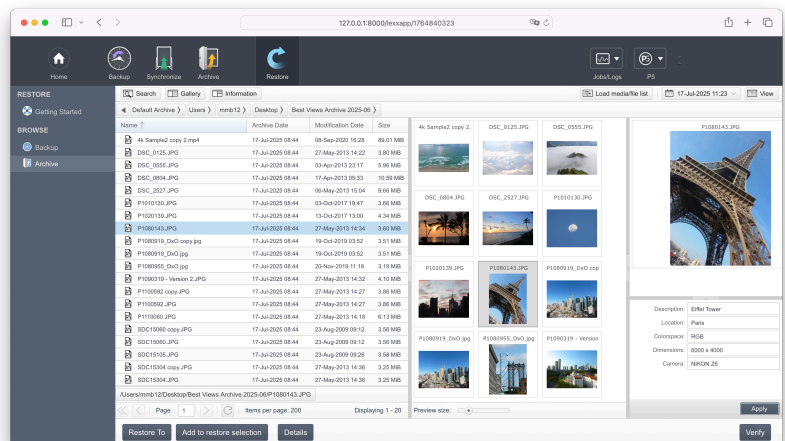 127.0.0.1:8000/lexxapp/1764840323
Home
Backup
Synchronize
Archive
Restore
Jobs/Logs
P5
P5
RESTORE
Getting Started
BROWSE
Backup
Archive
Search
Gallery
Information
Load media/file list
17-Jul-2025 11:23
View
Default Archive
Users
mmb12
Desktop
Best Views Archive 2025-06
Name Archive Date Modification Date Size
4k Sample2 copy 2.mp4 17-Jul-2025 08:44 08-Sep-2020 16:28 89.01 MiB
DSC_0125.JPG 17-Jul-2025 08:44 27-May-2013 14:22 3.80 MiB
DSC_0555.JPG 17-Jul-2025 08:44 03-Apr-2013 23:17 5.96 MiB
DSC_0804.JPG 17-Jul-2025 08:44 17-Apr-2013 05:33 10.59 MiB
DSC_2527.JPG 17-Jul-2025 08:44 06-May-2013 15:04 9.66 MiB
P1010130.JPG 17-Jul-2025 08:44 03-Oct-2017 19:47 3.66 MiB
P1020139.JPG 17-Jul-2025 08:44 13-Oct-2017 13:00 4.34 MiB
P1080143.JPG 17-Jul-2025 08:44 27-May-2013 14:34 3.60 MiB
P1080919_DxO copy.jpg 17-Jul-2025 08:44 19-Oct-2019 03:52 3.51 MiB
P1080919_DxO.jpg 17-Jul-2025 08:44 19-Oct-2019 03:52 3.51 MiB
P1080955_DxO.jpg 17-Jul-2025 08:44 20-Nov-2019 11:18 3.19 MiB
P1090319 - Version 2.JPG 17-Jul-2025 08:44 27-May-2013 14:32 4.10 MiB
P1100592 copy.JPG 17-Jul-2025 08:44 27-May-2013 14:27 3.86 MiB
P1100592.JPG 17-Jul-2025 08:44 27-May-2013 14:27 3.86 MiB
P1110060.JPG 17-Jul-2025 08:44 27-May-2013 14:18 6.13 MiB
SDC15060 copy.JPG 17-Jul-2025 08:44 23-Aug-2009 09:12 3.56 MiB
SDC15060.JPG 17-Jul-2025 08:44 23-Aug-2009 09:12 3.56 MiB
SDC15105.JPG 17-Jul-2025 08:44 23-Aug-2009 09:26 3.58 MiB
SDC15304 copy.JPG 17-Jul-2025 08:44 27-May-2013 14:36 3.25 MiB
SDC15304.JPG 17-Jul-2025 08:44 27-May-2013 14:36 3.25 MiB
/Users/mmb12/Desktop/Best Views Archive 2025-06/P1080143.JPG
Page 1
Items per page: 200
Displaying 1 - 20
4k Sample2 copy 2.
DSC_0125.JPG
DSC_0555.JPG
DSC_0804.JPG
DSC_2527.JPG
P1010130.JPG
P1020139.JPG
P1080143.JPG
P1080919_DxO cop
P1080919_DxO.jpg
P1080955_DxO.jpg
P1090319 - Version
Preview size:
P1080143.JPG
Description: Eiffel Tower
Location: Paris
Colorspace: RGB
Dimensions: 6000 x 4000
Camera: NIKON Z6
Apply
Restore To
Add to restore selection
Details
Verify